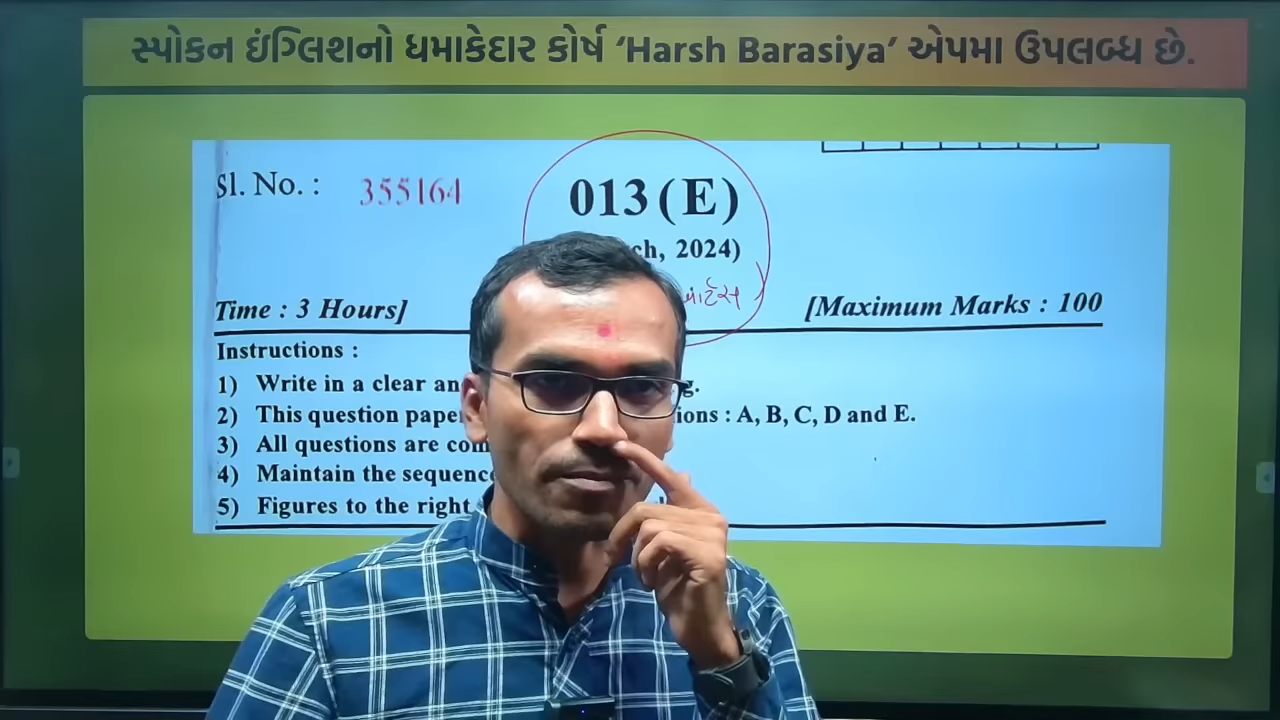 સ્પોકન ઇંગ્લિશનો ધમાકેદાર કોર્ષ ‘Harsh Barasiya’ એપમા ઉપલબ્ધ છે.
Sl. No. : 355164
013 (E)
ch, 2024)
Time : 3 Hours]
[Maximum Marks : 100
Instructions :
1) Write in a clear an g.
2) This question pape ions : A, B, C, D and E.
3) All questions are com
4) Maintain the sequence
5) Figures to the right